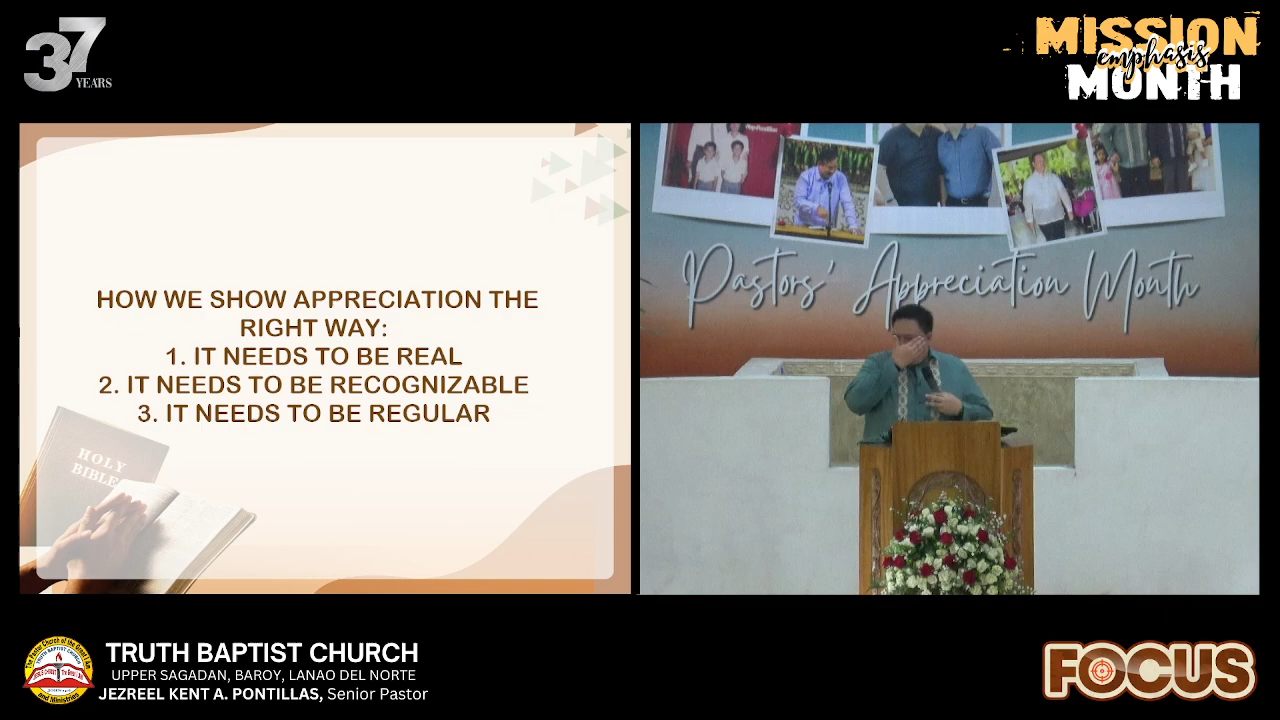 37
YEARS
MISSION
emphasis
MONTH
HOW WE SHOW APPRECIATION THE
RIGHT WAY:
1. IT NEEDS TO BE REAL
2. IT NEEDS TO BE RECOGNIZABLE
3. IT NEEDS TO BE REGULAR
HOLY
BIBLE
Pastors' Appreciation Month
TRUTH BAPTIST CHURCH
UPPER SAGADAN, BAROY, LANAO DEL NORTE
JEZREEL KENT A. PONTILLAS, Senior Pastor
FOCUS